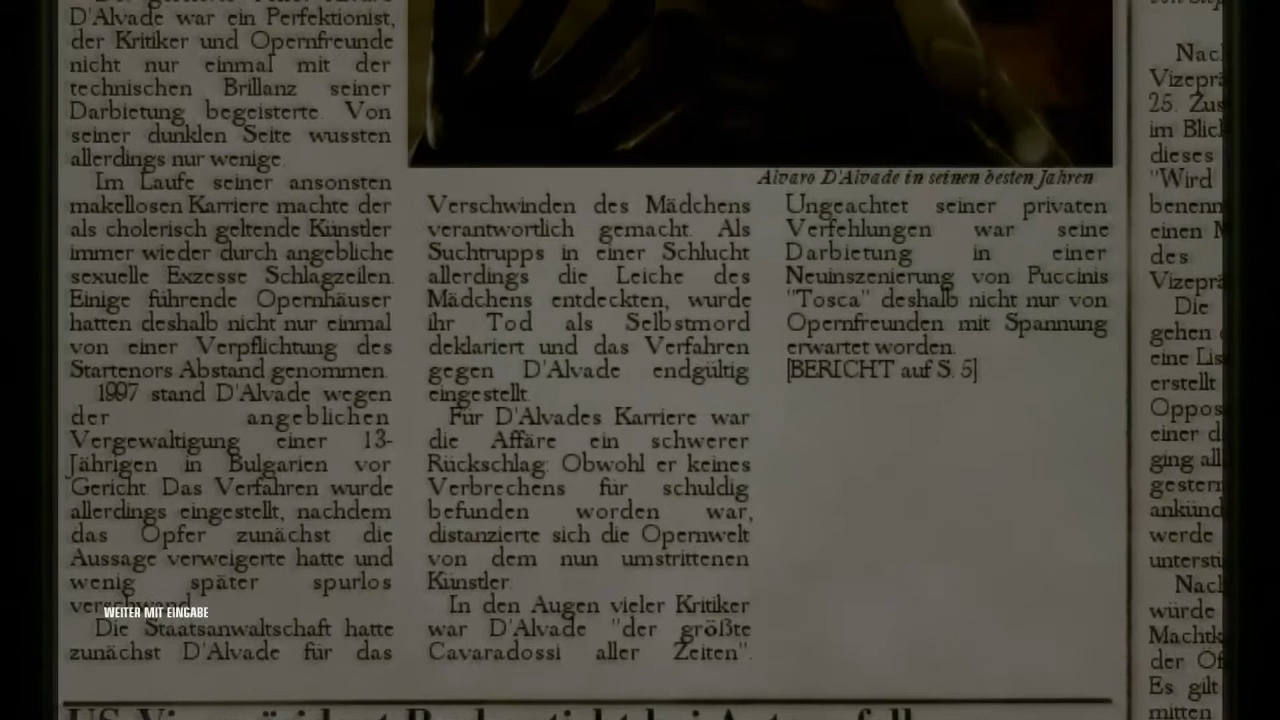 D'Alvade war ein Perfektionist,
der Kritiker und Opernfreunde
nicht nur einmal mit der
technischen Brillanz seiner
Darbietung begeisterte. Von
seiner dunklen Seite wussten
allerdings nur wenige.
Im Laufe seiner ansonsten
makellosen Karriere machte der
als cholerisch geltende Künstler
immer wieder durch angebliche
sexuelle Exzesse Schlagzeilen.
Einige führende Opernhäuser
hatten deshalb nicht nur einmal
von einer Verpflichtung des
Startenors Abstand genommen.
1997 stand D'Alvade wegen
der angeblichen
Vergewaltigung einer 13-
Jährigen in Bulgarien vor
Gericht. Das Verfahren wurde
allerdings eingestellt, nachdem
das Opfer zunächst die
Aussage verweigerte hatte und
wenig später spurlos
verschwand.
WEITER MIT EINGABE
Die Staatsanwaltschaft hatte
zunächst D'Alvade für das
Alvaro D'Alvade in seinen besten Jahren
Verschwinden des Mädchens
verantwortlich gemacht. Als
Suchtrupps in einer Schlucht
allerdings die Leiche des
Mädchens entdeckten, wurde
ihr Tod als Selbstmord
deklariert und das Verfahren
gegen D'Alvade endgültig
eingestellt.
Für D'Alvades Karriere war
die Affäre ein schwerer
Rückschlag: Obwohl er keines
Verbrechens für schuldig
befunden worden war,
distanzierte sich die Opernwelt
von dem nun umstrittenen
Künstler.
In den Augen vieler Kritiker
war D'Alvade "der größte
Cavaradossi aller Zeiten".
Ungeachtet seiner privaten
Verfehlungen war seine
Darbietung in einer
Neuinszenierung von Puccinis
"Tosca" deshalb nicht nur von
Opernfreunden mit Spannung
erwartet worden.
[BERICHT auf S. 5]
Nach
Vizeprä
25. Zus
im Blic
dieses
"Wird
benenn
einen
des
Vizeprä
Die
gehen
eine Lis
erstellt
Oppos
einer d
ging all
gestern
ankünd
werde
unterstü
Nach
würde
Machtk
der
Es gilt
mitten